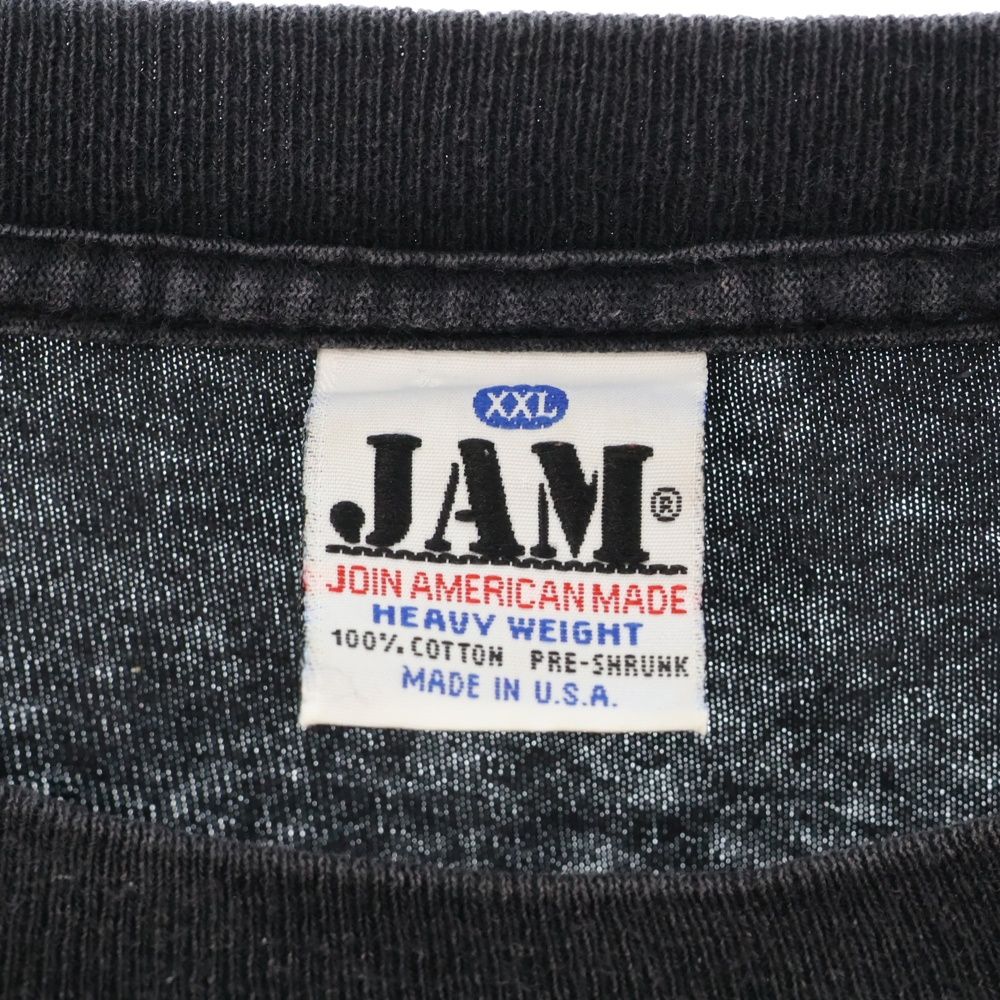 XXL
JAM®
JOIN AMERICAN MADE
HEAVY WEIGHT
100% COTTON PRE-SHRUNK
MADE IN U.S.A.